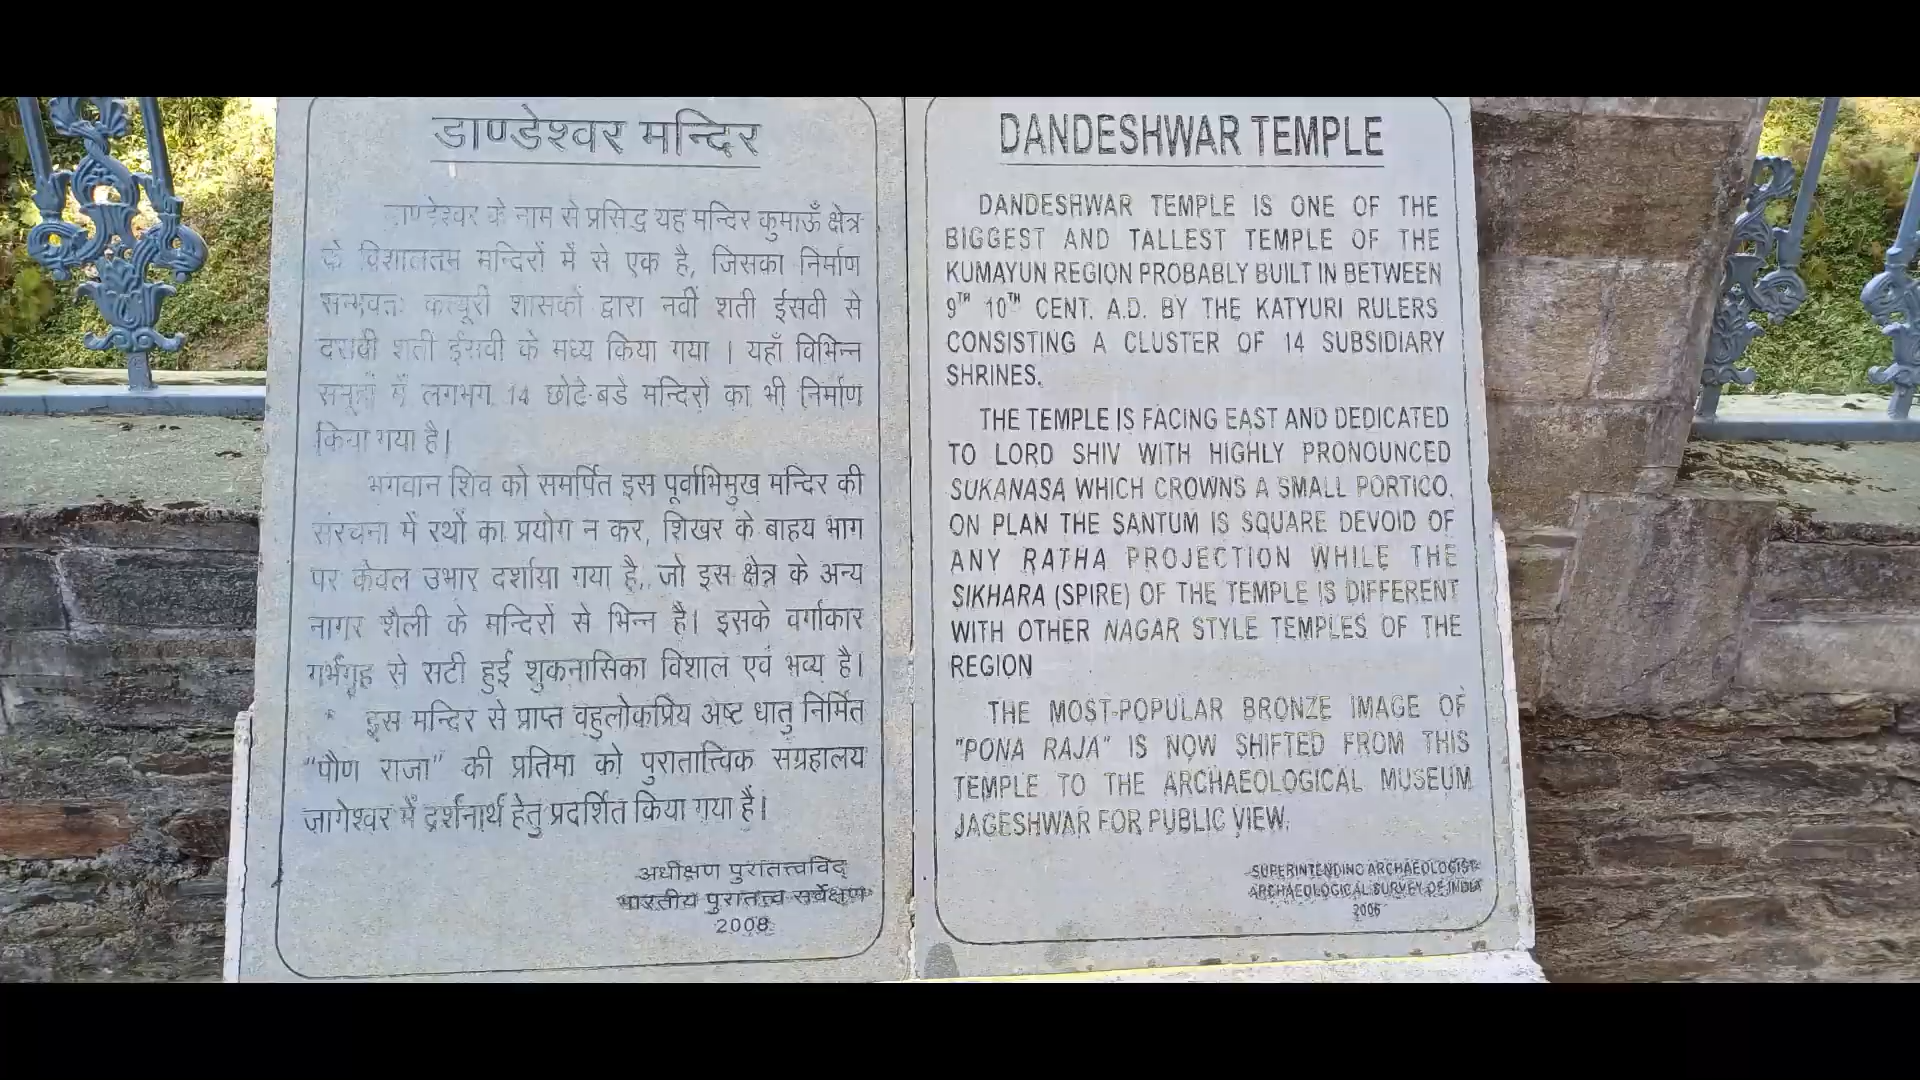 डाण्डेश्वर मन्दिर
डाण्डेश्वर के नाम से प्रसिद्ध यह मन्दिर कुमाऊँ क्षेत्र
के विशालतम मन्दिरों में से एक है, जिसका निर्माण
सम्भवतः कत्यूरी शासकों द्वारा नवीं शती ईसवी से
दसवीं शती ईसवी के मध्य किया गया । यहाँ विभिन्न
समूहों में लगभग 14 छोटे-बडे मन्दिरों का भी निर्माण
किया गया है।
भगवान शिव को समर्पित इस पूर्वाभिमुख मन्दिर की
संरचना में रथों का प्रयोग न कर, शिखर के बाहय भाग
पर केवल उभार दर्शाया गया है, जो इस क्षेत्र के अन्य
नागर शैली के मन्दिरों से भिन्न है। इसके वर्गाकार
गर्भगृह से सटी हुई शुकनासिका विशाल एवं भव्य है।
इस मन्दिर से प्राप्त वहुलोकप्रिय अष्ट धातु निर्मित
"पौण राजा" की प्रतिमा को पुरातात्त्विक संग्रहालय
जागेश्वर में दर्शनार्थ हेतु प्रदर्शित किया गया है।
अधीक्षण पुरातत्त्वविद्
भारतीय पुरातत्त्व सर्वेक्षण
2008
DANDESHWAR TEMPLE
DANDESHWAR TEMPLE IS ONE OF THE
BIGGEST AND TALLEST TEMPLE OF THE
KUMAYUN REGION PROBABLY BUILT IN BETWEEN
9TH 10TH CENT. A.D. BY THE KATYURI RULERS
CONSISTING A CLUSTER OF 14 SUBSIDIARY
SHRINES.
THE TEMPLE IS FACING EAST AND DEDICATED
TO LORD SHIV WITH HIGHLY PRONOUNCED
SUKANASA WHICH CROWNS A SMALL PORTICO.
ON PLAN THE SANTUM IS SQUARE DEVOID OF
ANY RATHA PROJECTION WHILE THE
SIKHARA (SPIRE) OF THE TEMPLE IS DIFFERENT
WITH OTHER NAGAR STYLE TEMPLES OF THE
REGION
THE MOST-POPULAR BRONZE IMAGE OF
"PONA RAJA" IS NOW SHIFTED FROM THIS
TEMPLE TO THE ARCHAEOLOGICAL MUSEUM
JAGESHWAR FOR PUBLIC VIEW.
SUPERINTENDING ARCHAEOLOGIST
ARCHAEOLOGICAL SURVEY OF INDIA